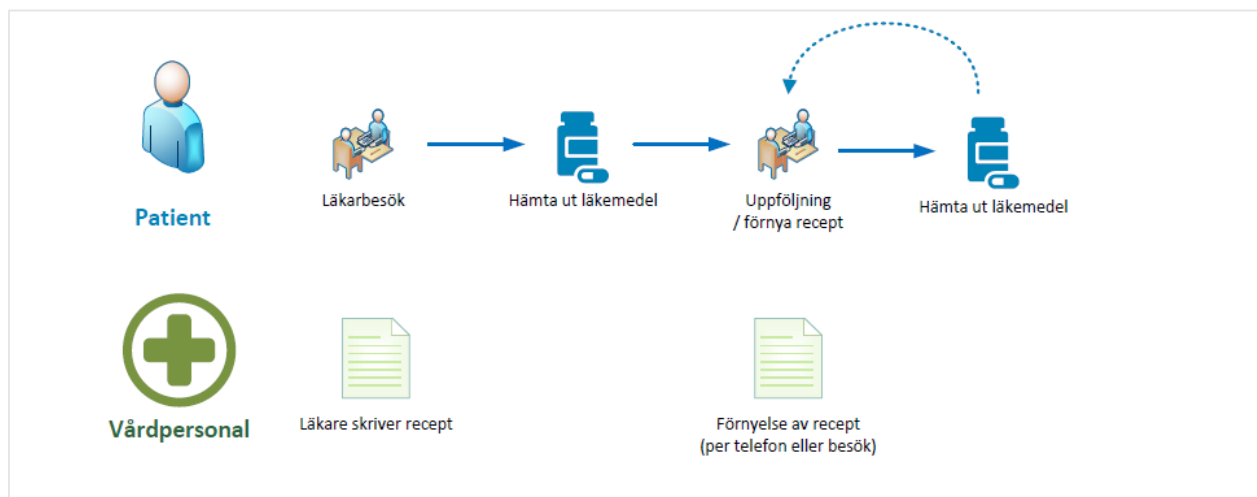 Patient
Läkarbesök
Hämta ut läkemedel
Uppföljning
/ förnya recept
Hämta ut läkemedel
Vårdpersonal
Läkare skriver recept
Förnyelse av recept
(per telefon eller besök)